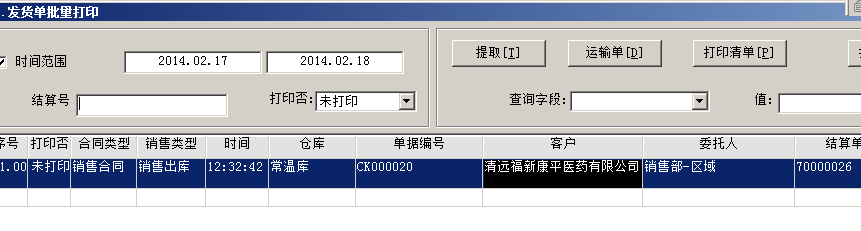 .发货单批量打印
时间范围 2014.02.17 2014.02.18 提取[T] 运输单[D] 打印清单[P]
结算号 打印否: 未打印 查询字段: 值:
序号 打印否 合同类型 销售类型 时间 仓库 单据编号 客户 委托人 结算单
1.00 未打印 销售合同 销售出库 12:32:42 常温库 CK000020 清远福新康平医药有限公司 销售部-区域 70000026